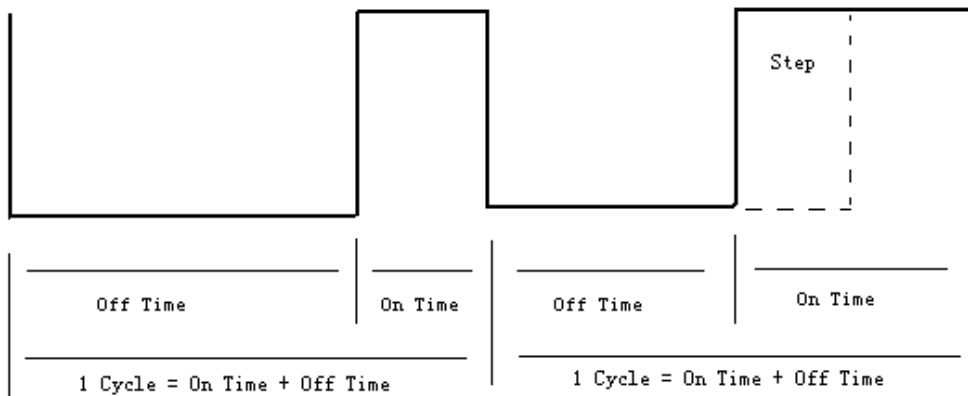 Step
Off Time
On Time
Off Time
On Time
1 Cycle = On Time + Off Time
1 Cycle = On Time + Off Time